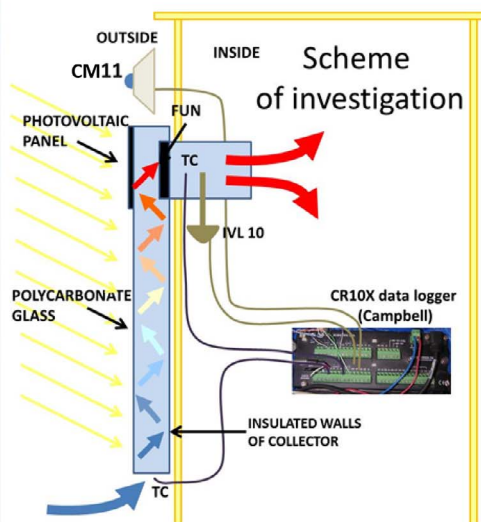 OUTSIDE
INSIDE
Scheme
of investigation
CM11
FUN
PHOTOVOLTAIC
PANEL
TC
IVL 10
CR10X data logger
(Campbell)
POLYCARBONATE
GLASS
INSULATED WALLS
OF COLLECTOR
TC